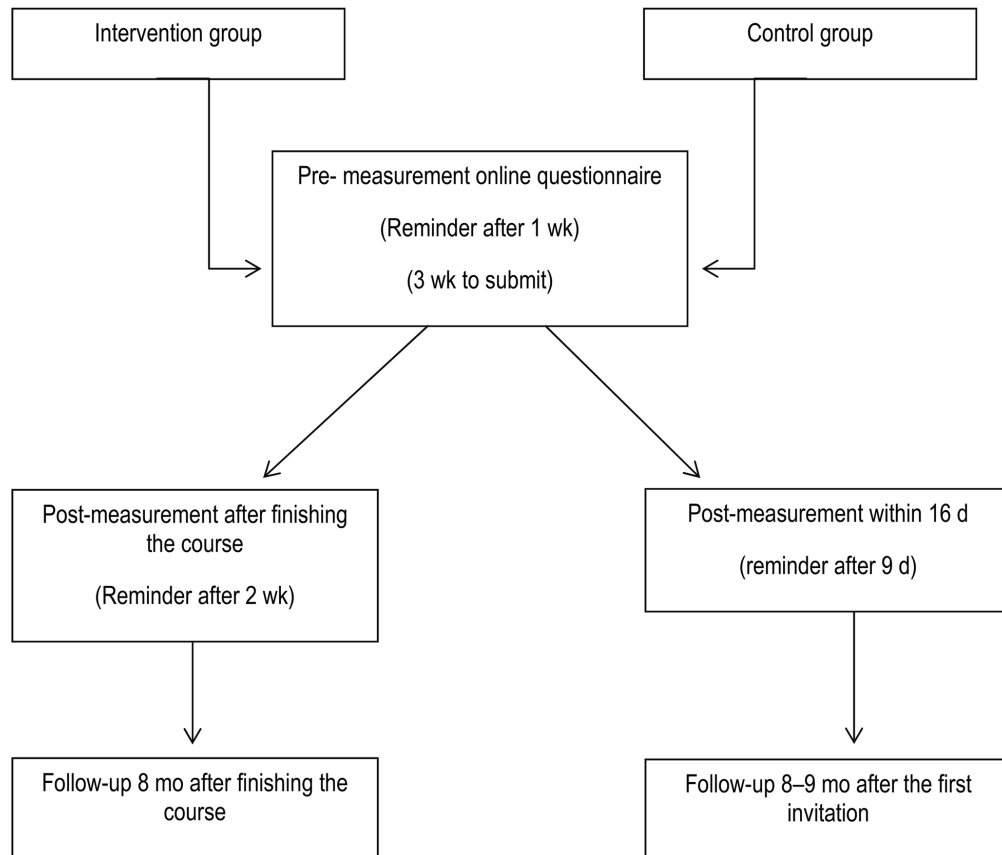 Intervention group
Control group
Pre- measurement online questionnaire
(Reminder after 1 wk)
(3 wk to submit)
Post-measurement after finishing
the course
(Reminder after 2 wk)
Post-measurement within 16 d
(reminder after 9 d)
Follow-up 8 mo after finishing the
course
Follow-up 8–9 mo after the first
invitation